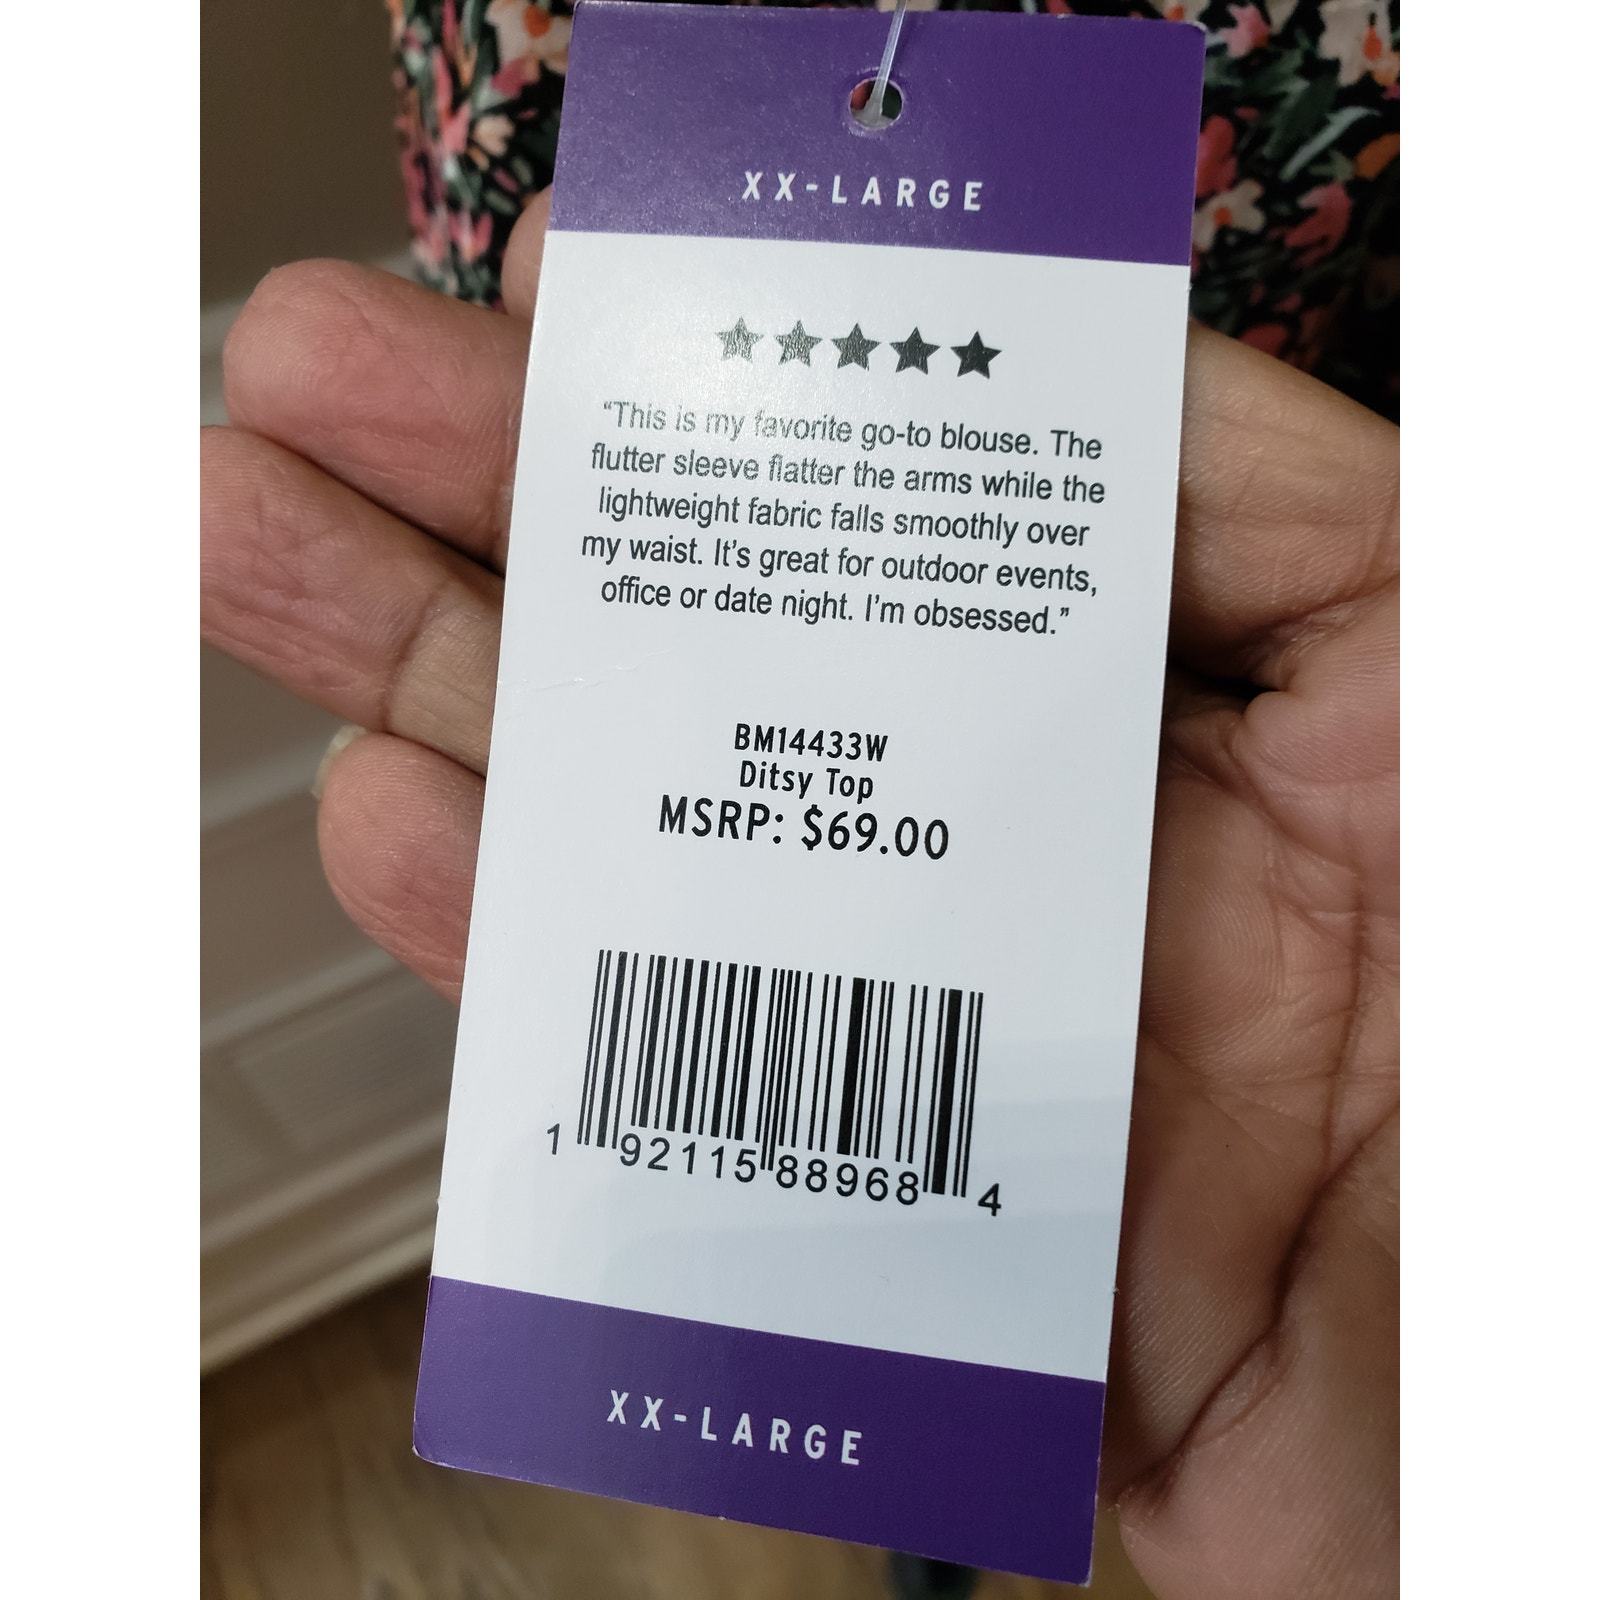 XX-LARGE
★★★★★
“This is my favorite go-to blouse. The
flutter sleeve flatter the arms while the
lightweight fabric falls smoothly over
my waist. It’s great for outdoor events,
office or date night. I’m obsessed.”
BM14433W
Ditsy Top
MSRP: $69.00
1 92115 88968 4
XX-LARGE